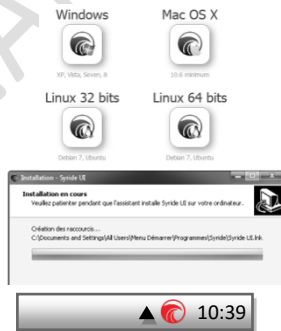 Windows Mac OS X
XP, Vista, Seven, 8 10.6 minimum
Linux 32 bits Linux 64 bits
Debian 7, Ubuntu Debian 7, Ubuntu
Installation - Syride UI
Installation en cours
Veuillez patienter pendant que l'assistant installe Syride UI sur votre ordinateur.
Création des raccourcis...
C:\Documents and Settings\All Users\Menu Démarrer\Programmes\Syride\Syride UI.lnk
10:39